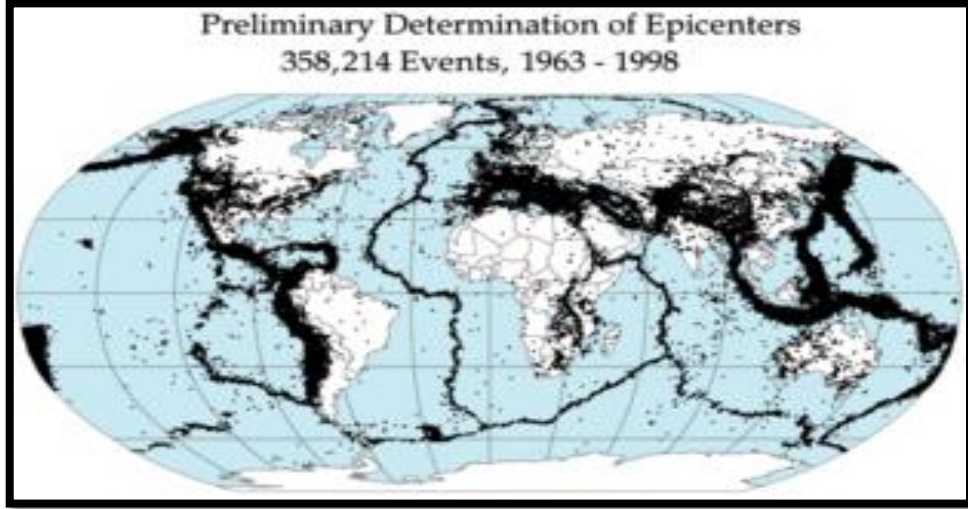 Preliminary Determination of Epicenters
358,214 Events, 1963 - 1998